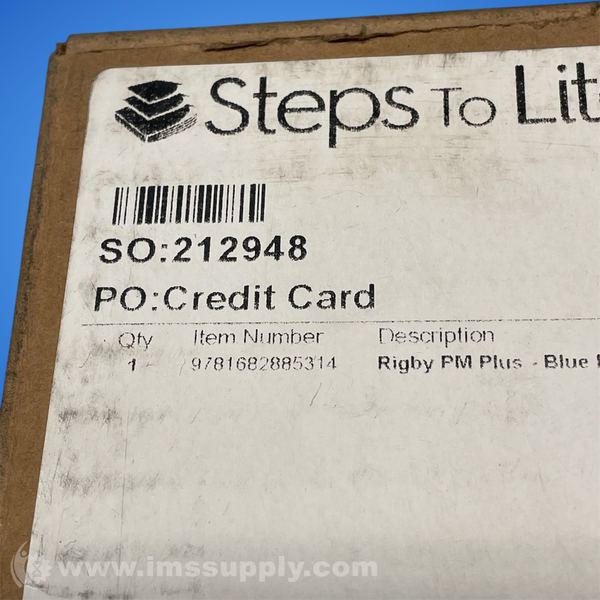 Steps To Lit
SO:212948
PO:Credit Card
Qty Item Number Description
1 9781682885314 Rigby PM Plus - Blue
www.imssupply.com